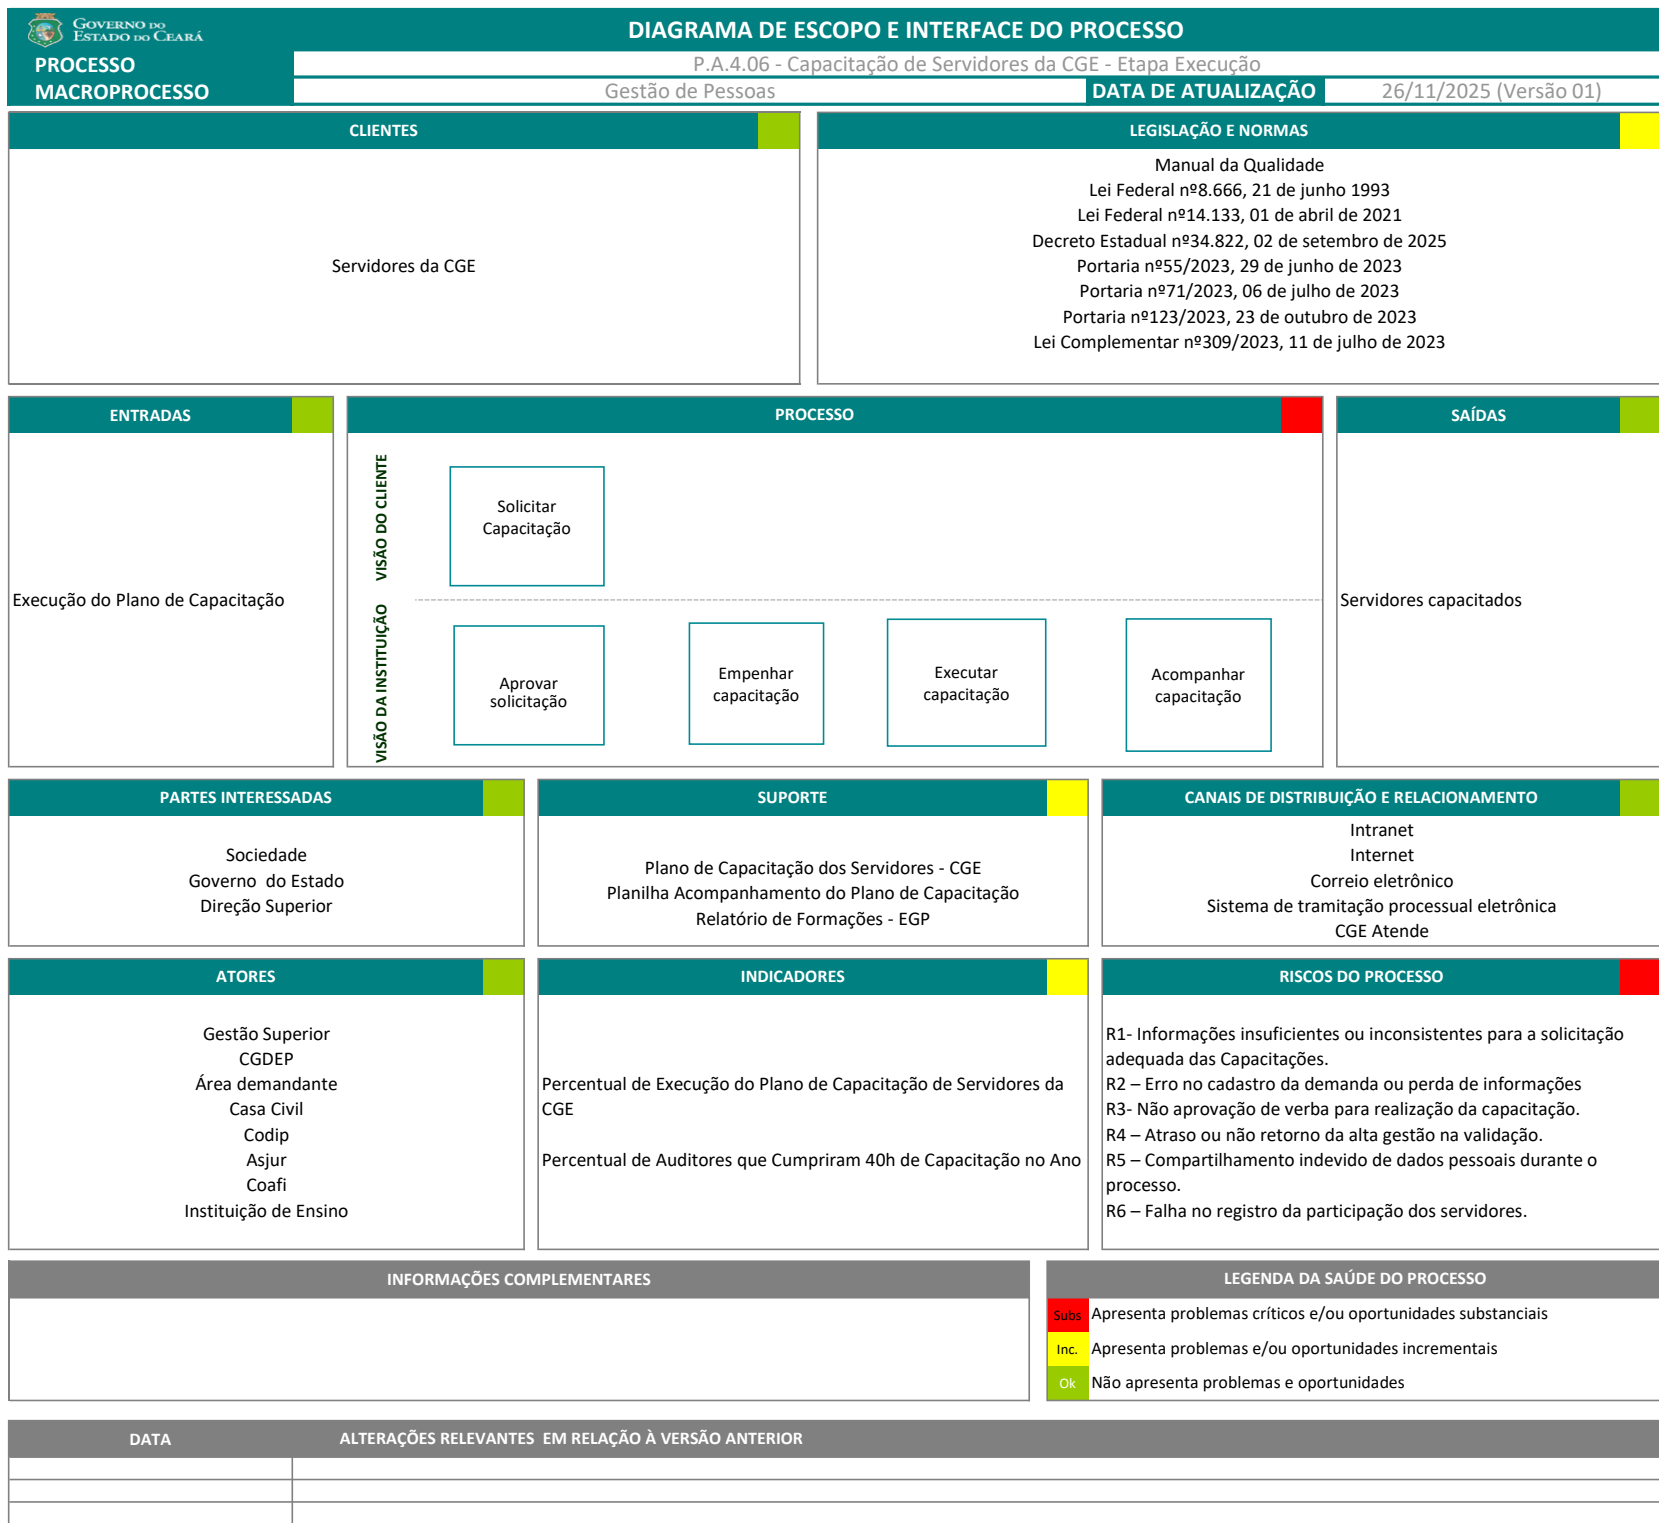 GOVERNO DO
ESTADO DO CEARÁ
DIAGRAMA DE ESCOPO E INTERFACE DO PROCESSO
PROCESSO
P.A.4.06 - Capacitação de Servidores da CGE - Etapa Execução
MACROPROCESSO
Gestão de Pessoas
DATA DE ATUALIZAÇÃO
26/11/2025 (Versão 01)
CLIENTES
Servidores da CGE
LEGISLAÇÃO E NORMAS
Manual da Qualidade
Lei Federal nº8.666, 21 de junho 1993
Lei Federal nº14.133, 01 de abril de 2021
Decreto Estadual nº34.822, 02 de setembro de 2025
Portaria nº55/2023, 29 de junho de 2023
Portaria nº71/2023, 06 de julho de 2023
Portaria nº123/2023, 23 de outubro de 2023
Lei Complementar nº309/2023, 11 de julho de 2023
ENTRADAS
Execução do Plano de Capacitação
PROCESSO
VISÃO DO CLIENTE
Solicitar
Capacitação
VISÃO DA INSTITUIÇÃO
Aprovar
solicitação
Empenhar
capacitação
Executar
capacitação
Acompanhar
capacitação
SAÍDAS
Servidores capacitados
PARTES INTERESSADAS
Sociedade
Governo  do Estado
Direção Superior
SUPORTE
Plano de Capacitação dos Servidores - CGE
Planilha Acompanhamento do Plano de Capacitação
Relatório de Formações - EGP
CANAIS DE DISTRIBUIÇÃO E RELACIONAMENTO
Intranet
Internet
Correio eletrônico
Sistema de tramitação processual eletrônica
CGE Atende
ATORES
Gestão Superior
CGDEP
Área demandante
Casa Civil
Codip
Asjur
Coafi
Instituição de Ensino
INDICADORES
Percentual de Execução do Plano de Capacitação de Servidores da
CGE
Percentual de Auditores que Cumpriram 40h de Capacitação no Ano
RISCOS DO PROCESSO
R1- Informações insuficientes ou inconsistentes para a solicitação
adequada das Capacitações.
R2 – Erro no cadastro da demanda ou perda de informações
R3- Não aprovação de verba para realização da capacitação.
R4 – Atraso ou não retorno da alta gestão na validação.
R5 – Compartilhamento indevido de dados pessoais durante o
processo.
R6 – Falha no registro da participação dos servidores.
INFORMAÇÕES COMPLEMENTARES
LEGENDA DA SAÚDE DO PROCESSO
Subs Apresenta problemas críticos e/ou oportunidades substanciais
Inc. Apresenta problemas e/ou oportunidades incrementais
Ok Não apresenta problemas e oportunidades
DATA
ALTERAÇÕES RELEVANTES  EM RELAÇÃO À VERSÃO ANTERIOR